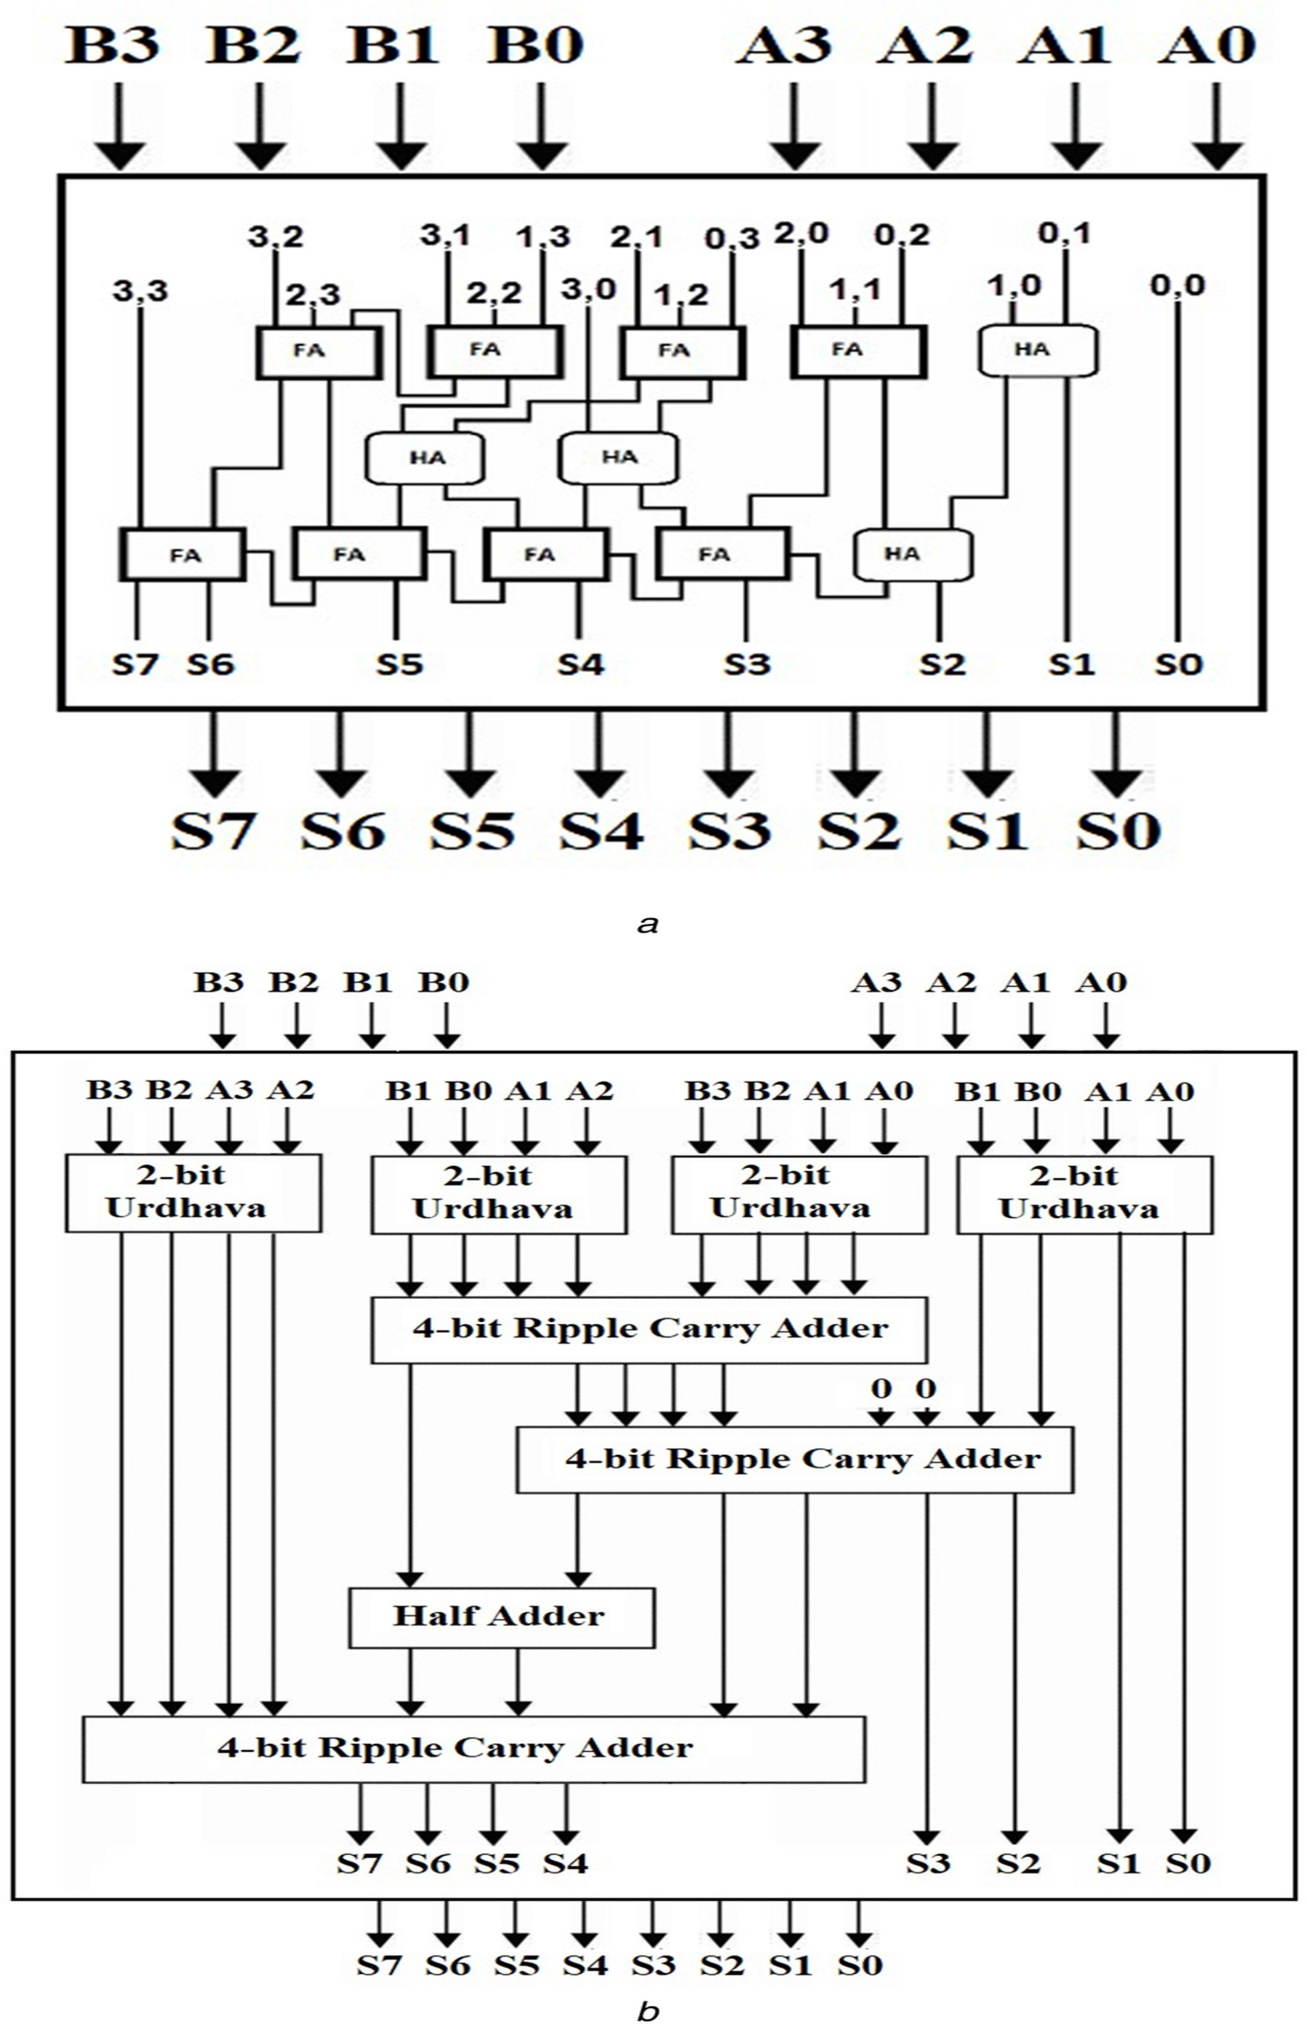 B3 B2 B1 B0 A3 A2 A1 A0
3,2 3,1 1,3 2,1 0,3 2,0 0,2 0,1
3,3 2,3 2,2 3,0 1,2 1,1 1,0 0,0
FA FA FA FA HA
HA HA
FA FA FA FA HA
S7 S6 S5 S4 S3 S2 S1 S0
S7 S6 S5 S4 S3 S2 S1 S0
a
B3 B2 B1 B0 A3 A2 A1 A0
B3 B2 A3 A2 B1 B0 A1 A2 B3 B2 A1 A0 B1 B0 A1 A0
2-bit 2-bit 2-bit 2-bit
Urdhava Urdhava Urdhava Urdhava
4-bit Ripple Carry Adder
0 0
4-bit Ripple Carry Adder
Half Adder
4-bit Ripple Carry Adder
S7 S6 S5 S4 S3 S2 S1 S0
S7 S6 S5 S4 S3 S2 S1 S0
b